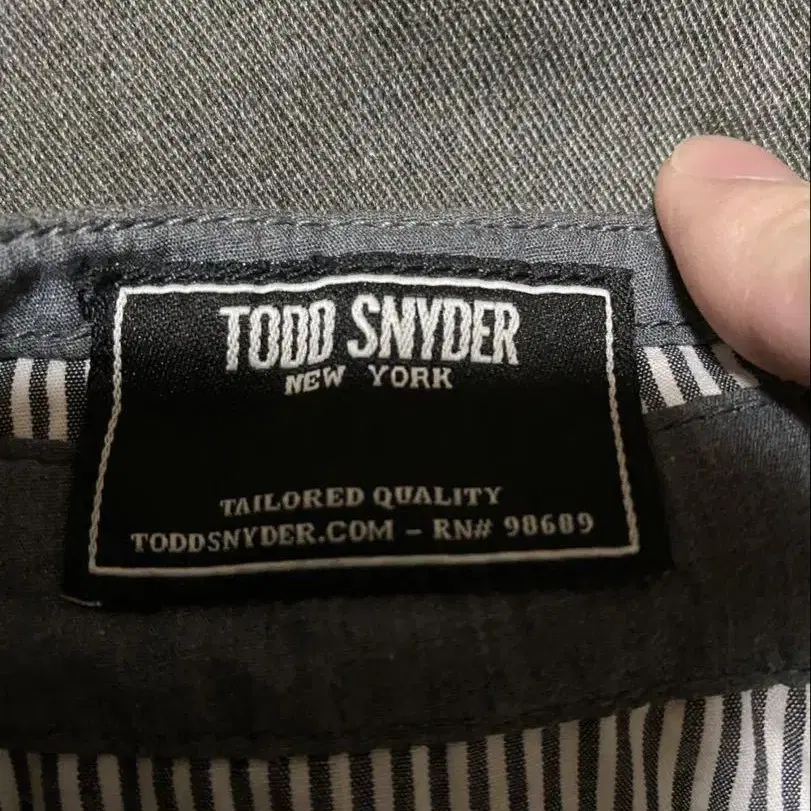 TODD SNYDER
NEW YORK
TAILORED QUALITY
TODDSNYDER.COM - RN# 98689